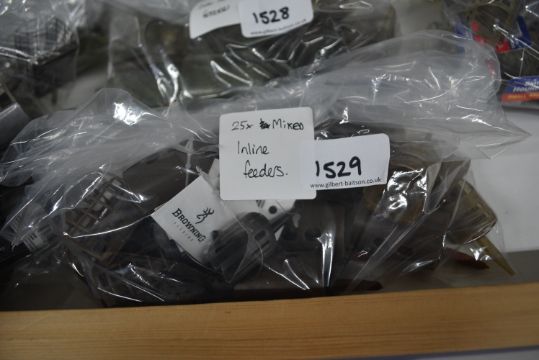 1528
25x Mixed
Inline
feeders.
1529
www.gilbert-baitson.co.uk
BROWNING